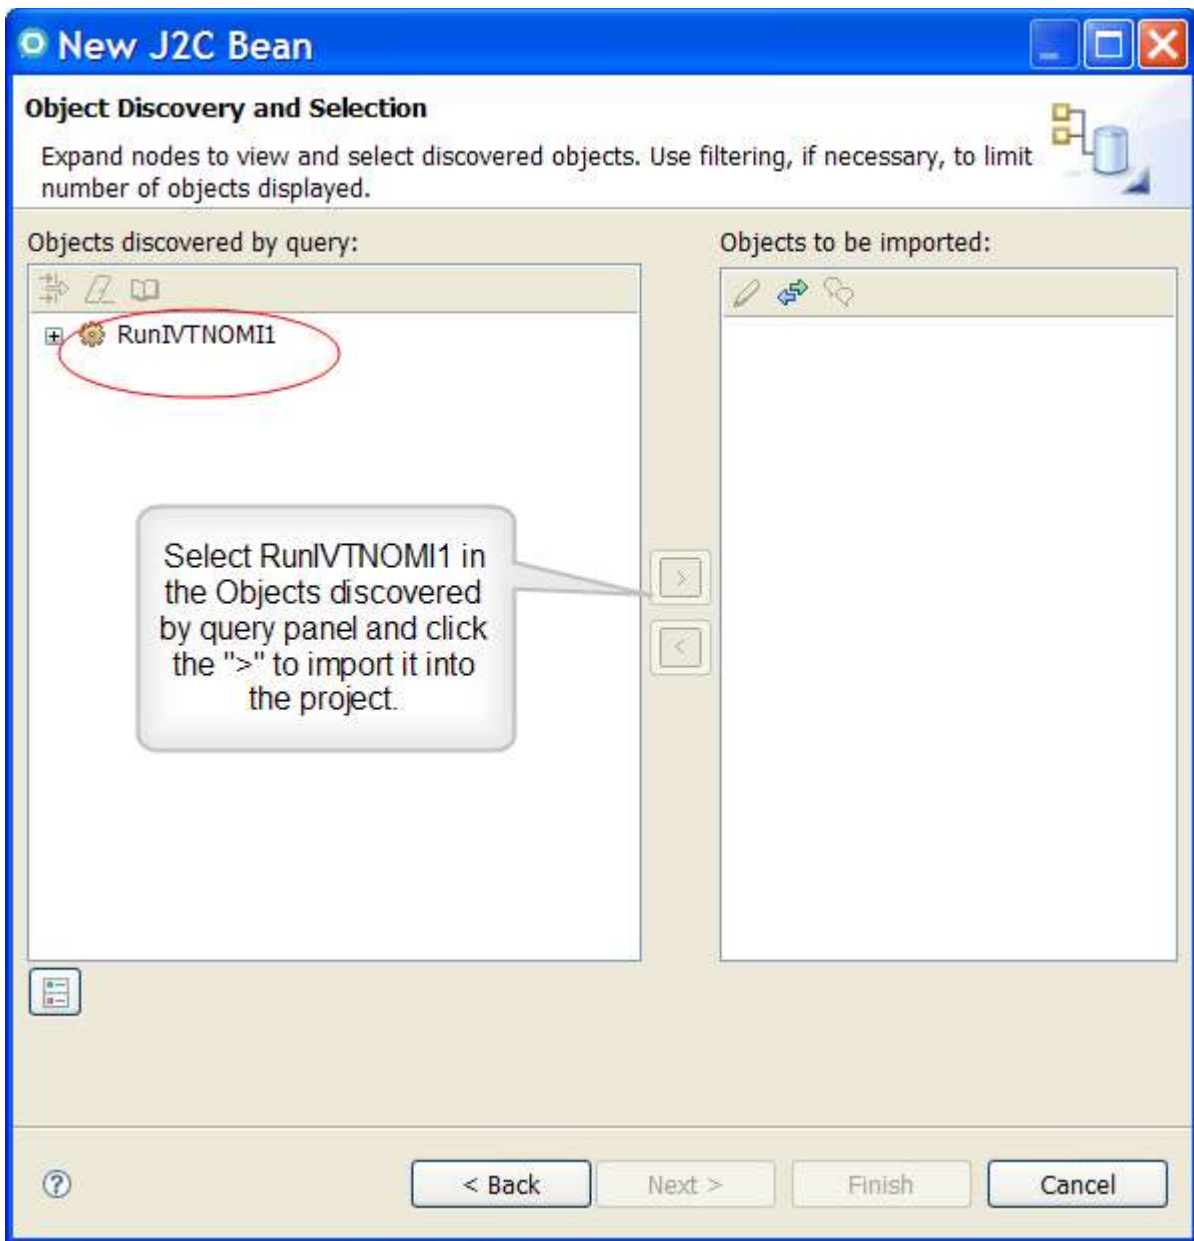 New J2C Bean
Object Discovery and Selection
Expand nodes to view and select discovered objects. Use filtering, if necessary, to limit
number of objects displayed.
Objects discovered by query:
Objects to be imported:
RunIVTNOMI1
Select RunIVTNOMI1 in
the Objects discovered
by query panel and click
the ">" to import it into
the project.
>
<
?
< Back
Next >
Finish
Cancel